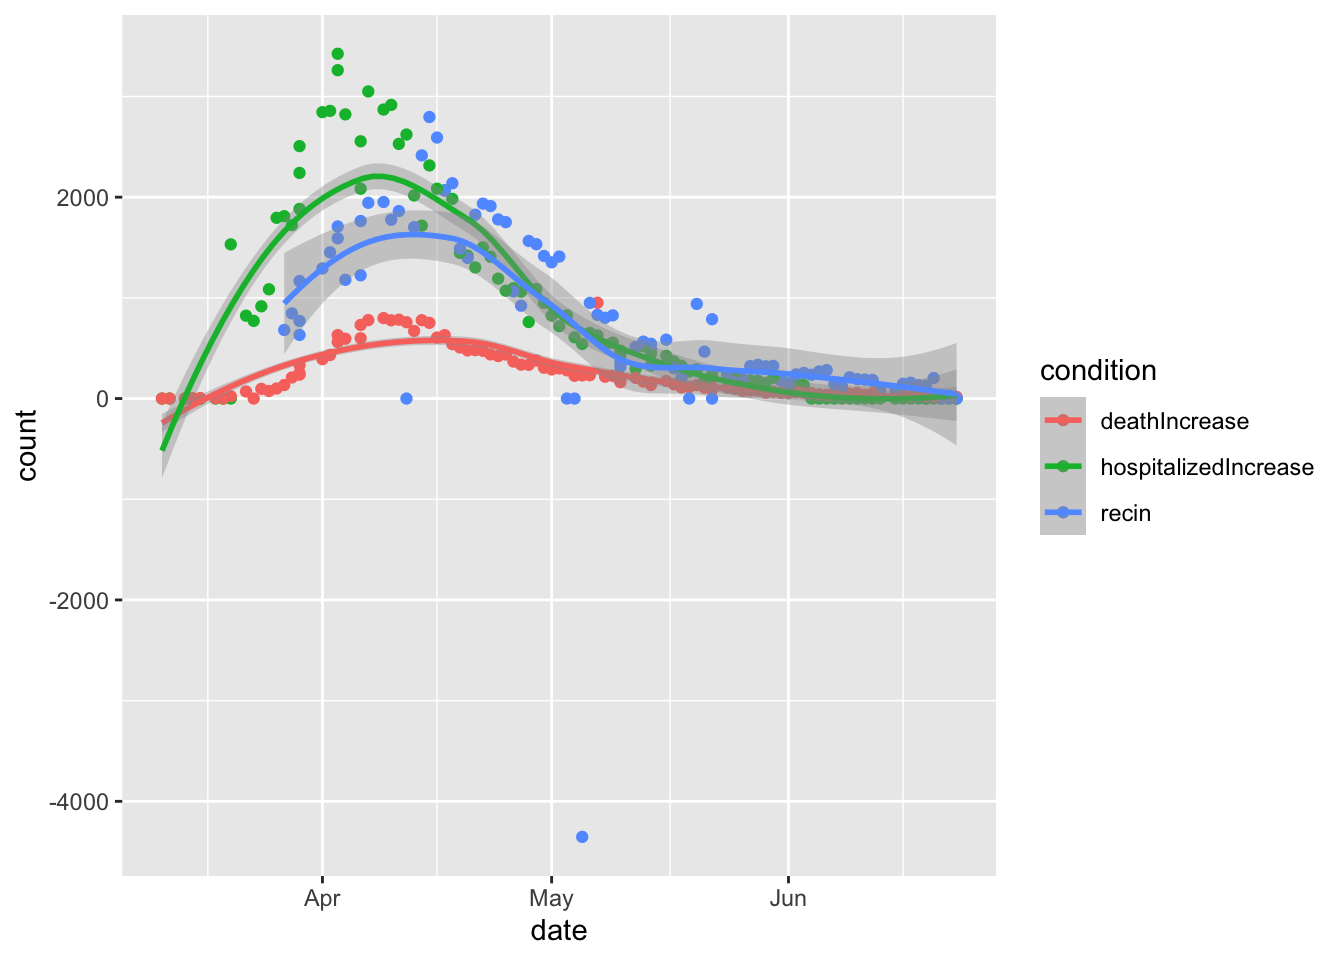 2000
0
-2000
-4000
count
Apr
May
Jun
date
condition
deathIncrease
hospitalizedIncrease
recin